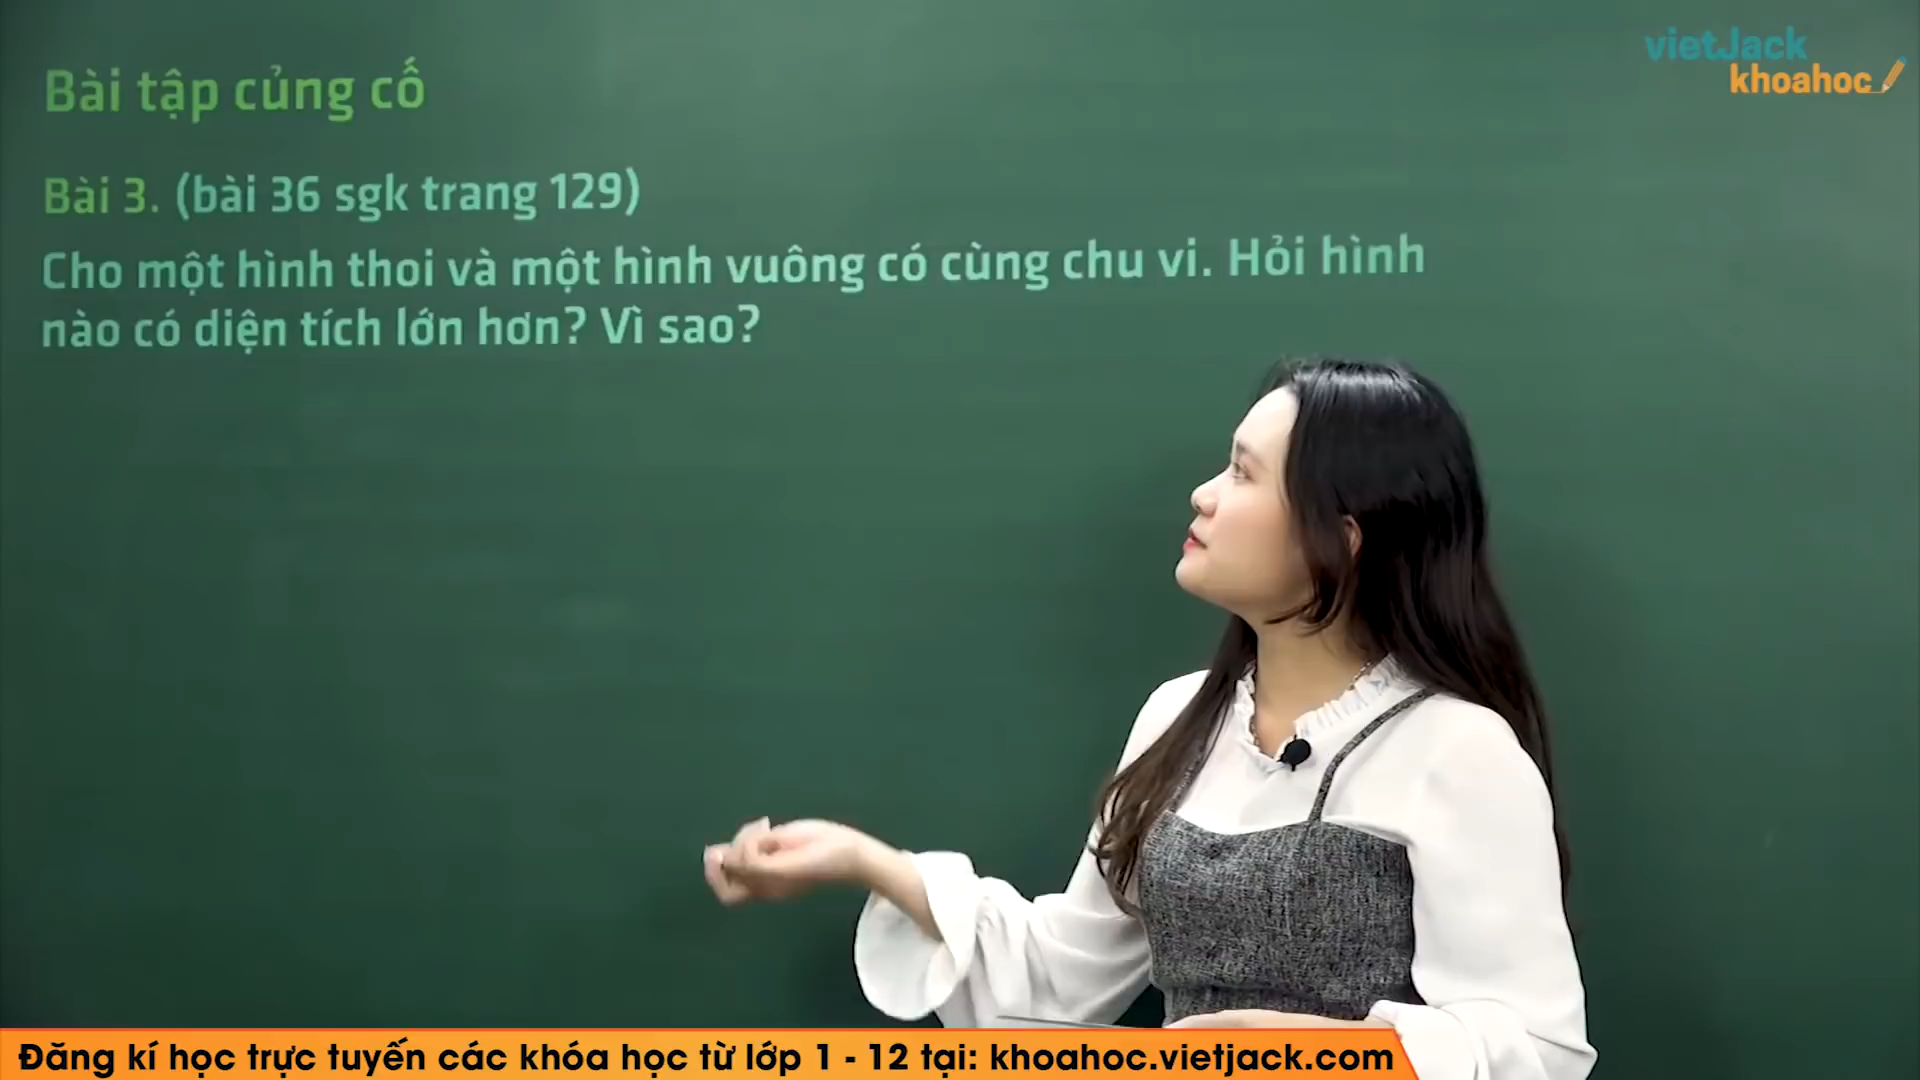 vietJack
khoahoc
Bài tập củng cố
Bài 3. (bài 36 sgk trang 129)
Cho một hình thoi và một hình vuông có cùng chu vi. Hỏi hình
nào có diện tích lớn hơn? Vì sao?
Đăng kí học trực tuyến các khóa học từ lớp 1 - 12 tại: khoahoc.vietjack.com